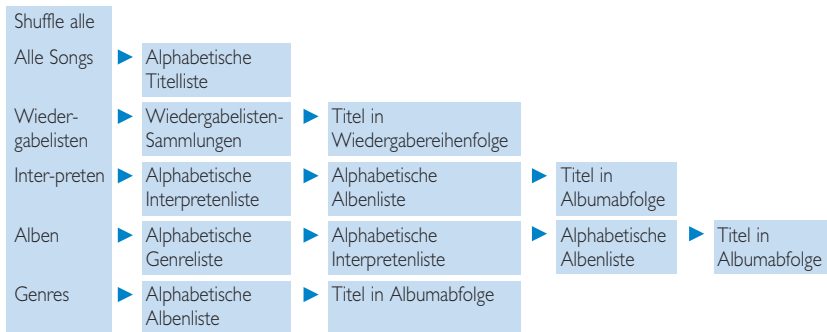 Shuffle alle
Alle Songs
Alphabetische
Titelliste
Wieder-
gabelisten
Wiedergabelisten-
Sammlungen
Titel in
Wiedergabereihenfolge
Inter-preten
Alphabetische
Interpretenliste
Alphabetische
Albenliste
Titel in
Albumabfolge
Alben
Alphabetische
Genreliste
Alphabetische
Interpretenliste
Alphabetische
Albenliste
Titel in
Albumabfolge
Genres
Alphabetische
Albenliste
Titel in Albumabfolge